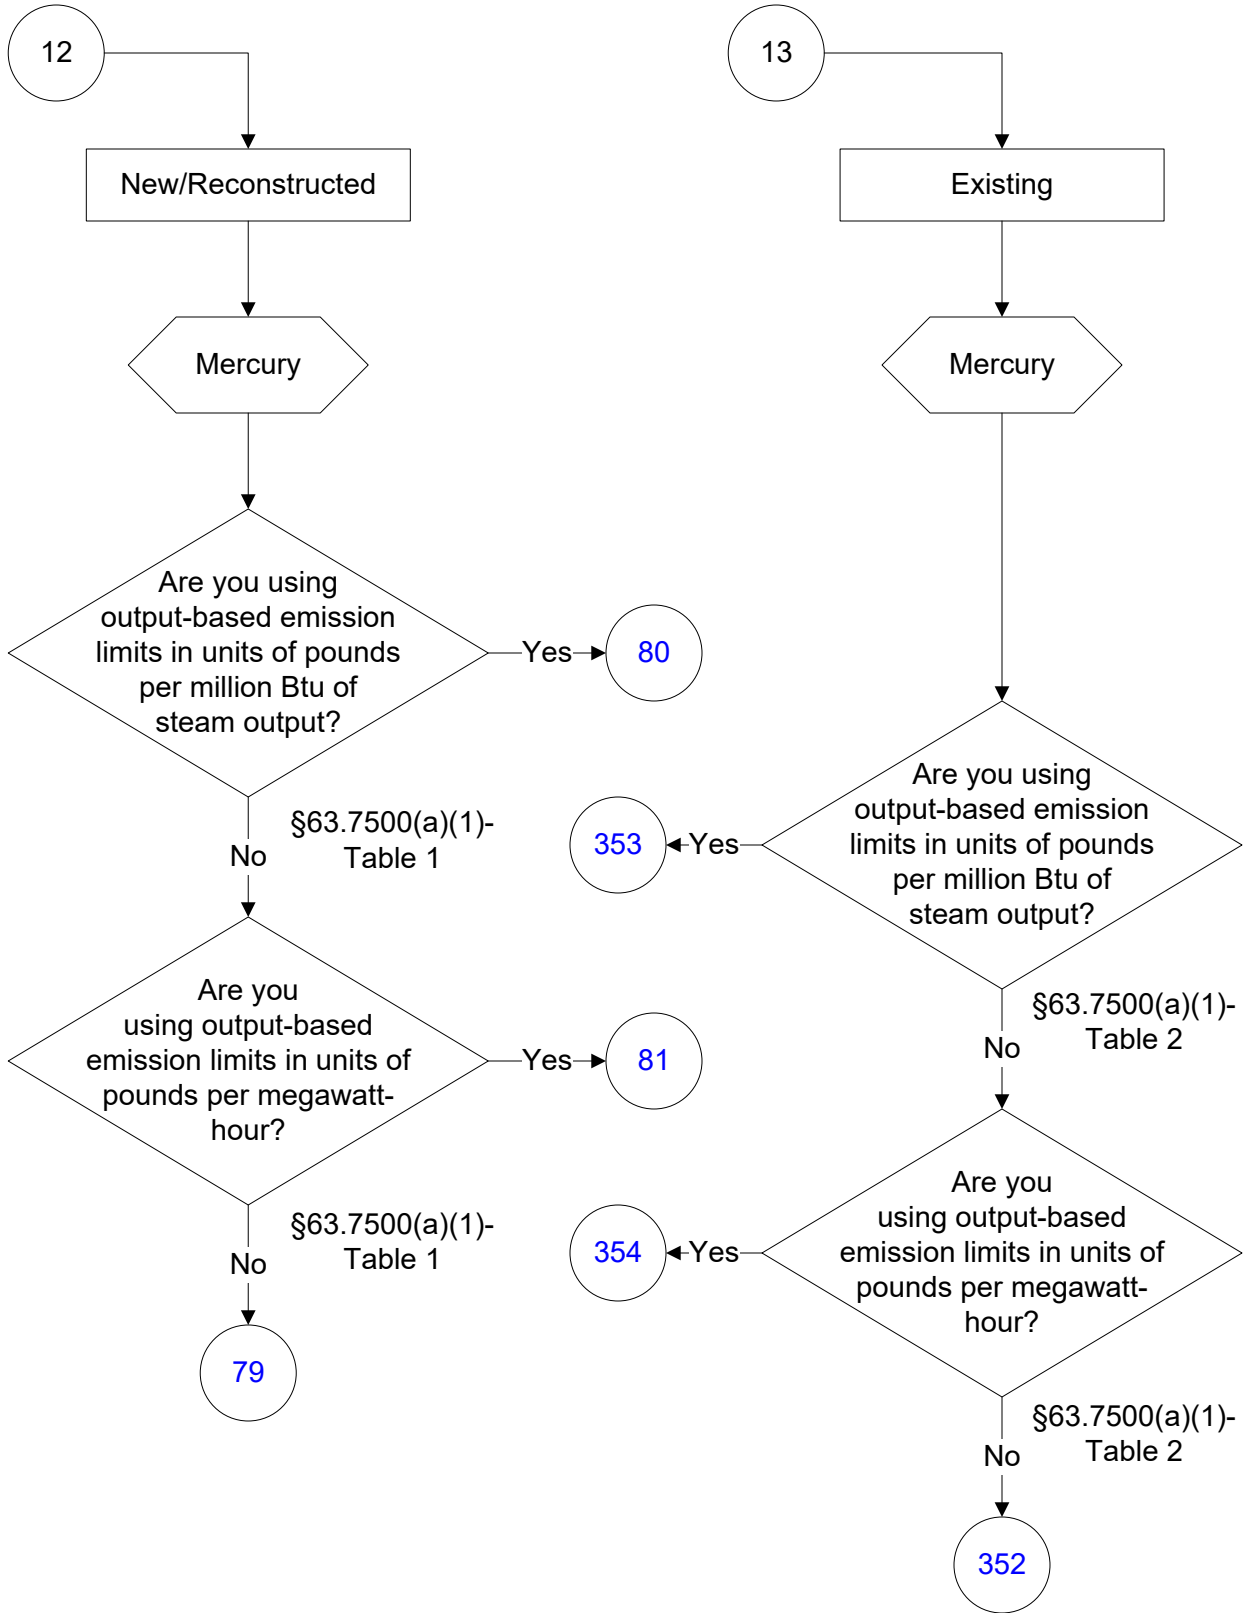 12
New/Reconstructed
Mercury
Are you using
output-based emission
limits in units of pounds
per million Btu of
steam output?
Yes
80
No
§63.7500(a)(1)-
Table 1
Are you
using output-based
emission limits in units of
pounds per megawatt-
hour?
Yes
81
No
§63.7500(a)(1)-
Table 1
79
13
Existing
Mercury
Are you using
output-based emission
limits in units of pounds
per million Btu of
steam output?
Yes
353
No
§63.7500(a)(1)-
Table 2
Are you
using output-based
emission limits in units of
pounds per megawatt-
hour?
Yes
354
No
§63.7500(a)(1)-
Table 2
352